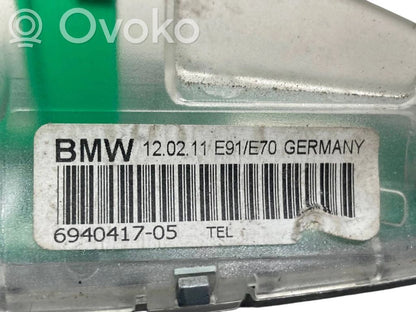 Ovoko
BMW 12.02.11 E91/E70 GERMANY
6940417-05 TEL